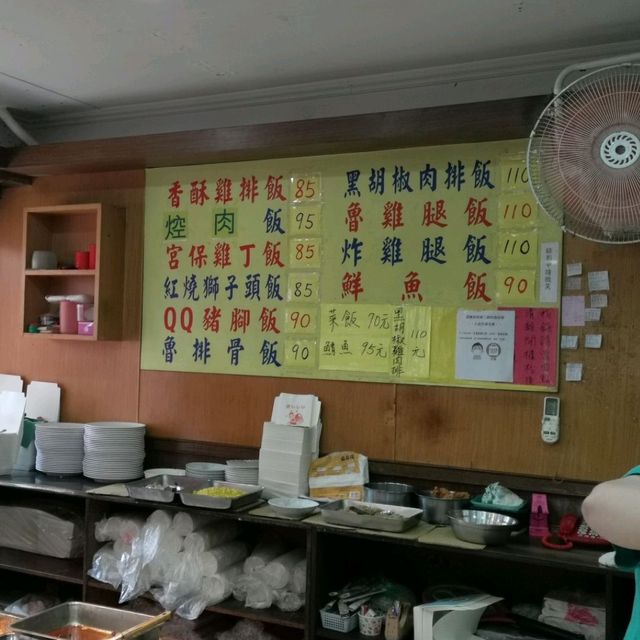 香酥雞排飯 85
焢肉飯 95
宮保雞丁飯 85
紅燒獅子頭飯 85
QQ豬腳飯 90
魯排骨飯 90
黑胡椒肉排飯 110
魯雞腿飯 110
炸雞腿飯 110
鮮魚飯 90
菜飯 70元
鯖魚 95元
黑胡椒雞肉排 110元